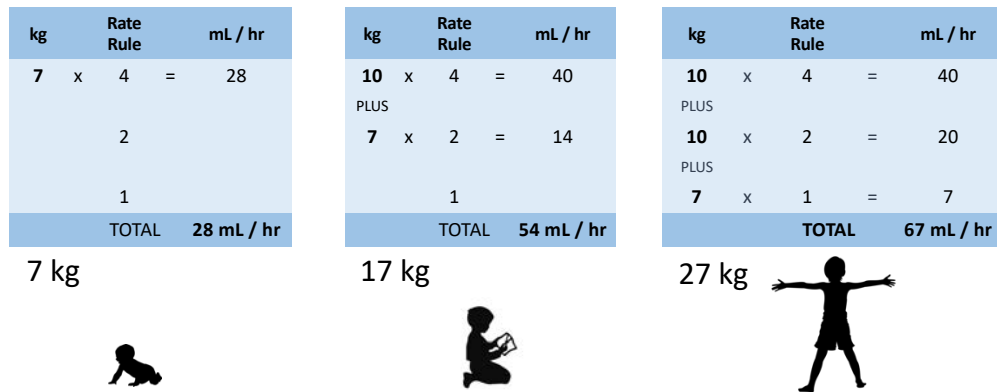 kg Rate Rule mL / hr
7 x 4 = 28
2
1
TOTAL 28 mL / hr
7 kg
kg Rate Rule mL / hr
10 x 4 = 40
PLUS
7 x 2 = 14
1
TOTAL 54 mL / hr
17 kg
kg Rate Rule mL / hr
10 x 4 = 40
PLUS
10 x 2 = 20
PLUS
7 x 1 = 7
TOTAL 67 mL / hr
27 kg